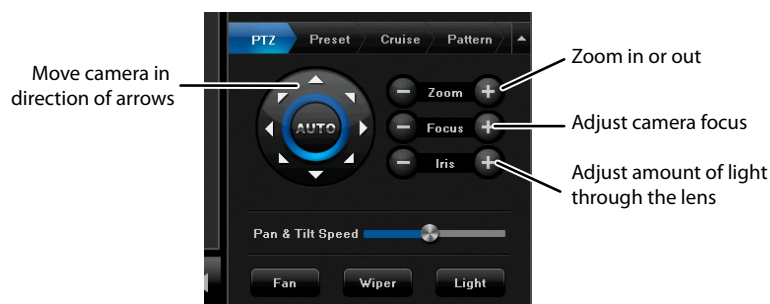 PTZ Preset Cruise Pattern
Move camera in
direction of arrows
AUTO
Zoom
Focus
Iris
Zoom in or out
Adjust camera focus
Adjust amount of light
through the lens
Pan & Tilt Speed
Fan Wiper Light